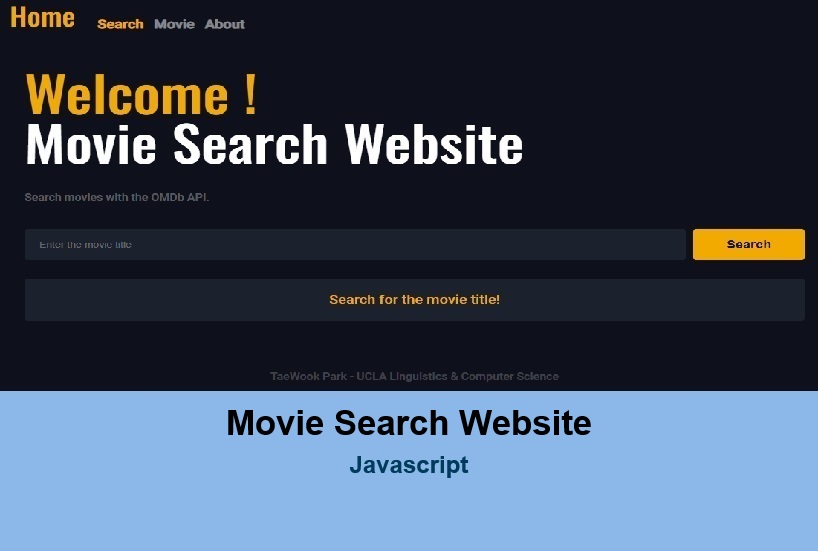 Home
Search Movie About
Welcome !
Movie Search Website
Search movies with the OMDb API.
Enter the movie title
Search
Search for the movie title!
TaeWook Park - UCLA Linguistics & Computer Science
Movie Search Website
Javascript